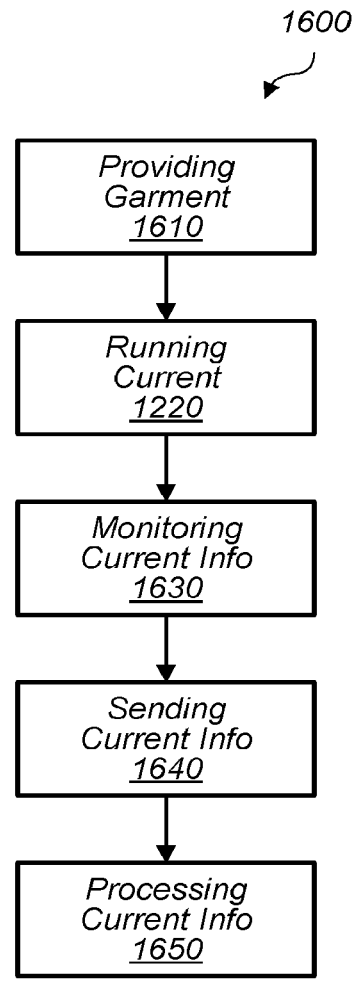 1600
Providing
Garment
1610
Running
Current
1220
Monitoring
Current Info
1630
Sending
Current Info
1640
Processing
Current Info
1650